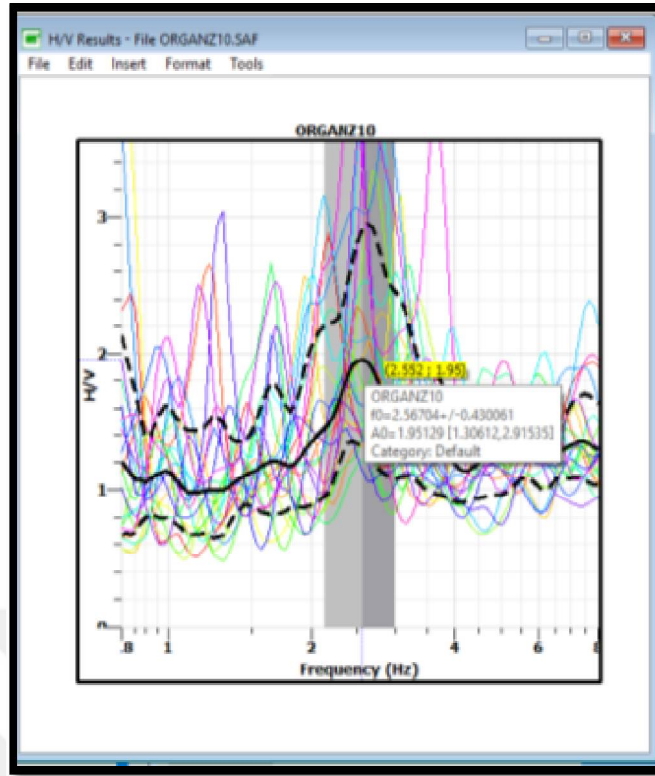 H/V Results - File ORGANZ10.SAF
File Edit Insert Format Tools
ORGANZ10
3
2
(2.552 ; 1.95)
ORGANZ10
f0=2.56704+/-0.430061
A0=1.95129 [1.30612,2.91535]
Category: Default
H/V
1
0
.8 1 2 4 6 8
Frequency (Hz)